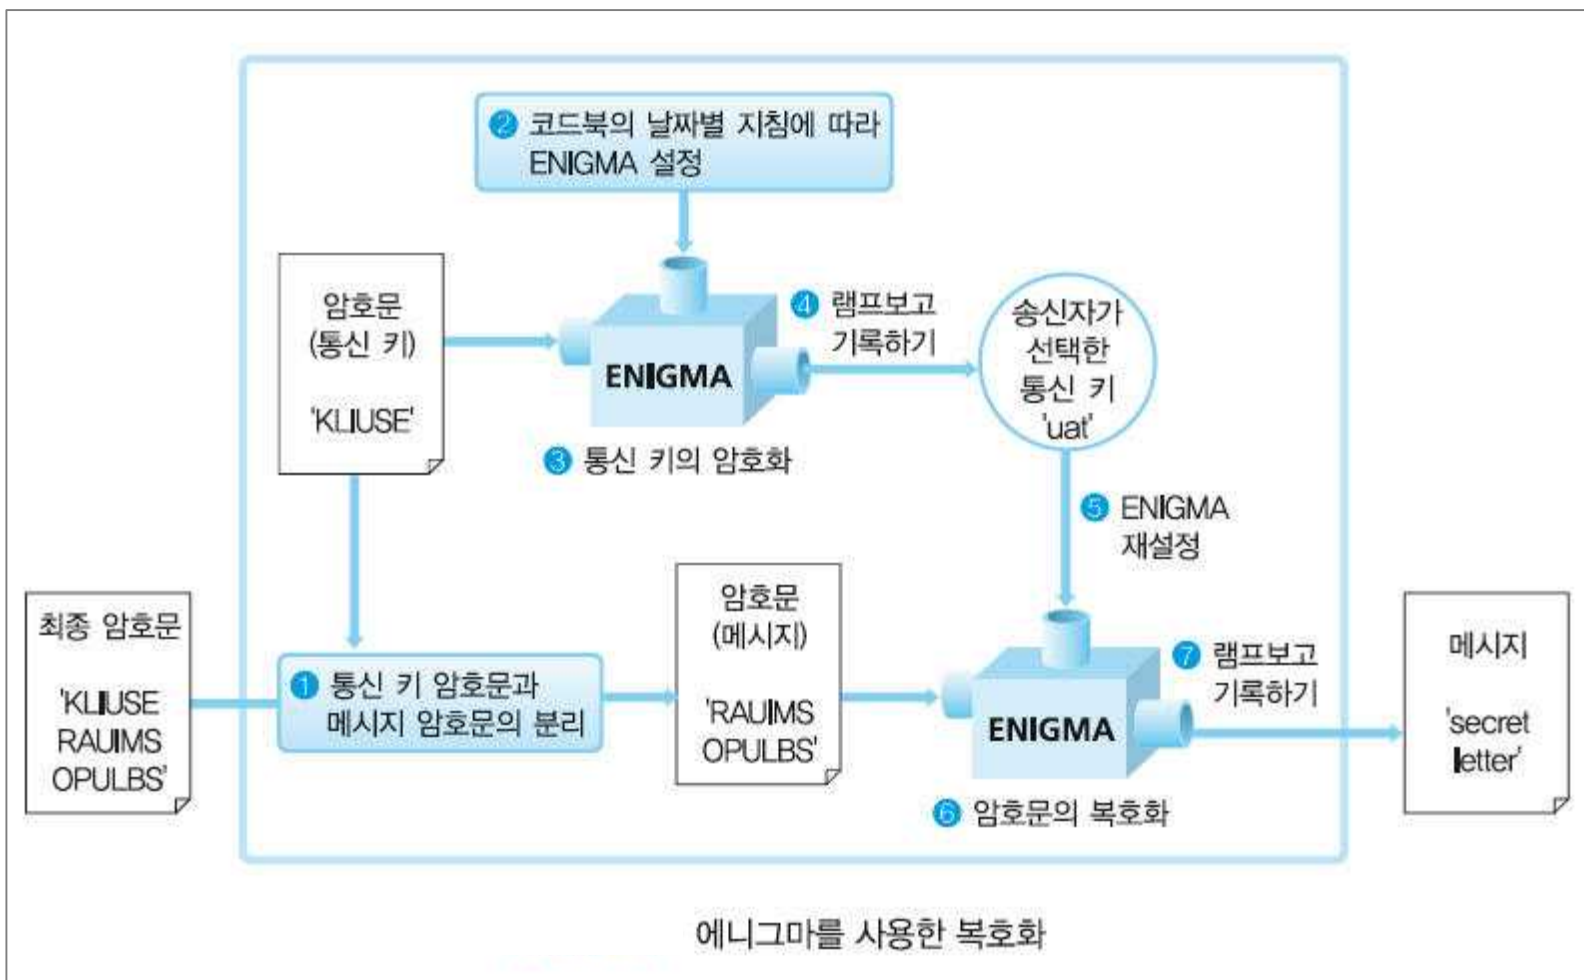 ② 코드북의 날짜별 지침에 따라
ENIGMA 설정
암호문
(통신 키)
'KLIUSE'
ENIGMA
③ 통신 키의 암호화
④ 램프보고
기록하기
송신자가
선택한
통신 키
'uat'
⑤ ENIGMA
재설정
최종 암호문
'KLIUSE
RAUIMS
OPULBS'
① 통신 키 암호문과
메시지 암호문의 분리
암호문
(메시지)
'RAUIMS
OPULBS'
ENIGMA
⑥ 암호문의 복호화
⑦ 램프보고
기록하기
메시지
'secret
letter'
에니그마를 사용한 복호화